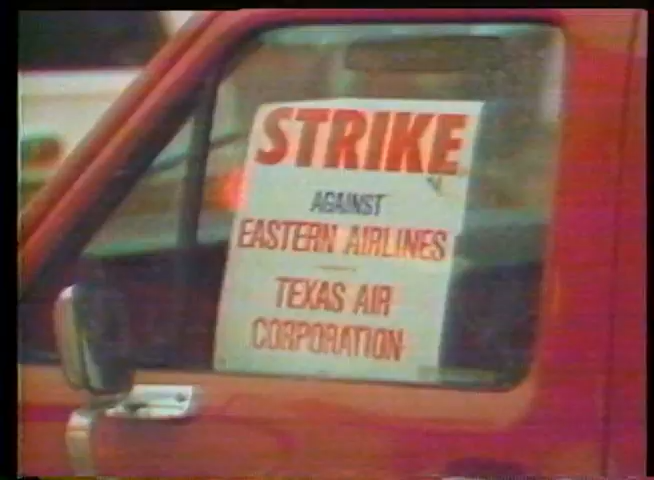 STRIKE
AGAINST
EASTERN AIRLINES
TEXAS AIR
CORPORATION